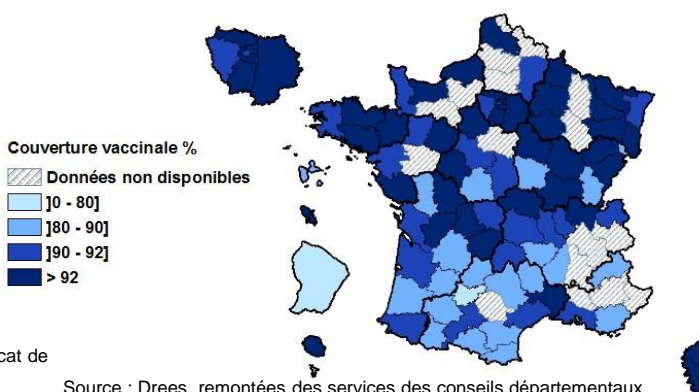 Couverture vaccinale %
Données non disponibles
]0 - 80]
]80 - 90]
]90 - 92]
> 92
cat de
Source : Drees, remontées des services des conseils départementaux